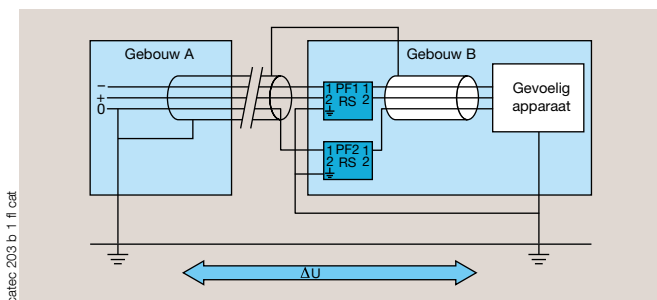 Gebouw A
Gebouw B
–
+
0
1 PF1 1
2 RS 2
1 PF2 1
2 RS 2
Gevoelig
apparaat
ΔU
catec 203 b 1 fl cat